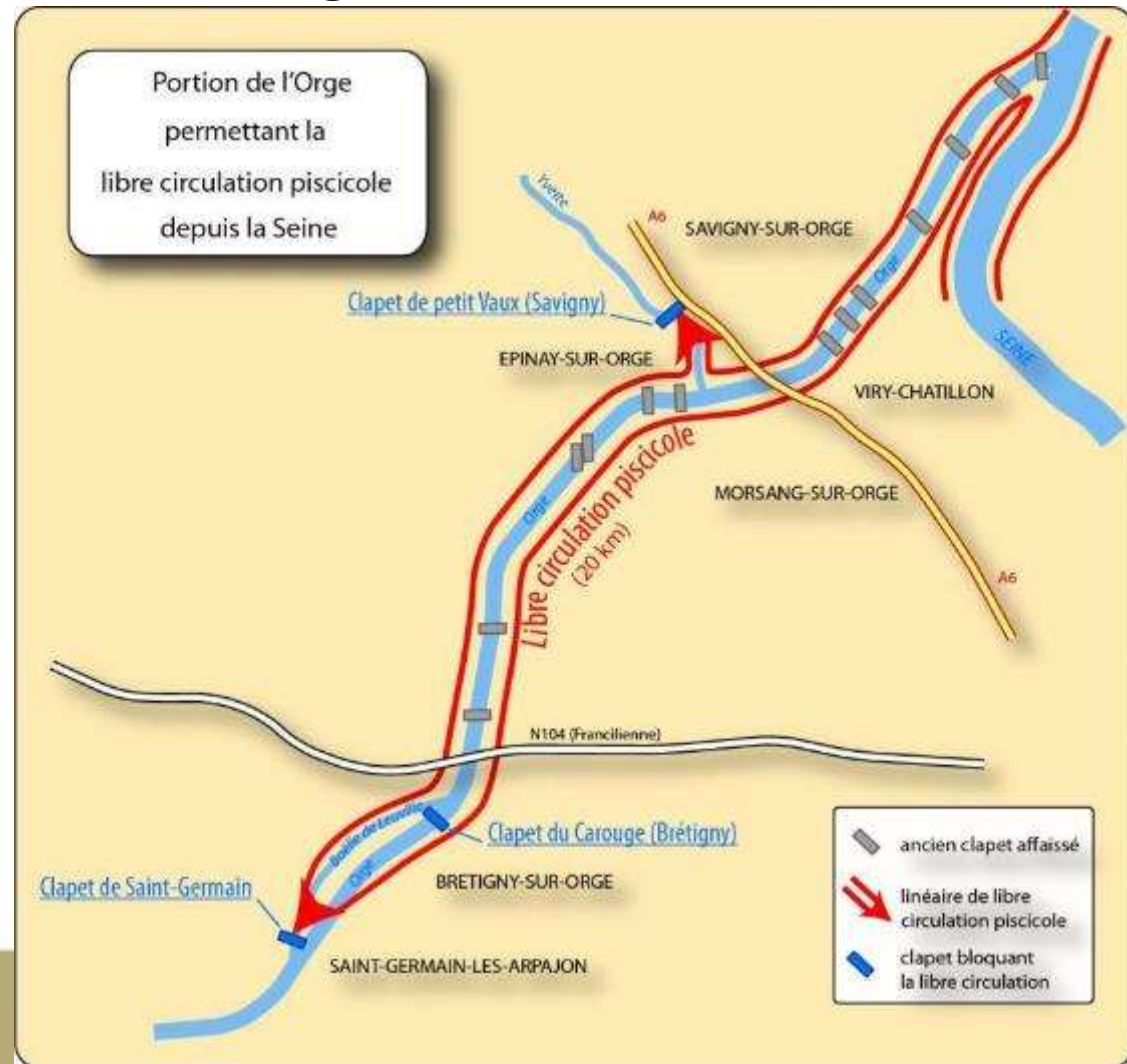 Portion de l'Orge
permettant la
libre circulation piscicole
depuis la Seine
Yvette
A6
SAVIGNY-SUR-ORGE
Orge
Clapet de petit Vaux (Savigny)
SEINE
EPINAY-SUR-ORGE
VIRY-CHATILLON
Libre circulation piscicole
(20 km)
MORSANG-SUR-ORGE
Orge
A6
N104 (Francilienne)
Boële de Leuville
Orge
Clapet du Carouge (Brétigny)
Clapet de Saint-Germain
BRETIGNY-SUR-ORGE
SAINT-GERMAIN-LES-ARPAJON
ancien clapet affaissé
linéaire de libre
circulation piscicole
clapet bloquant
la libre circulation